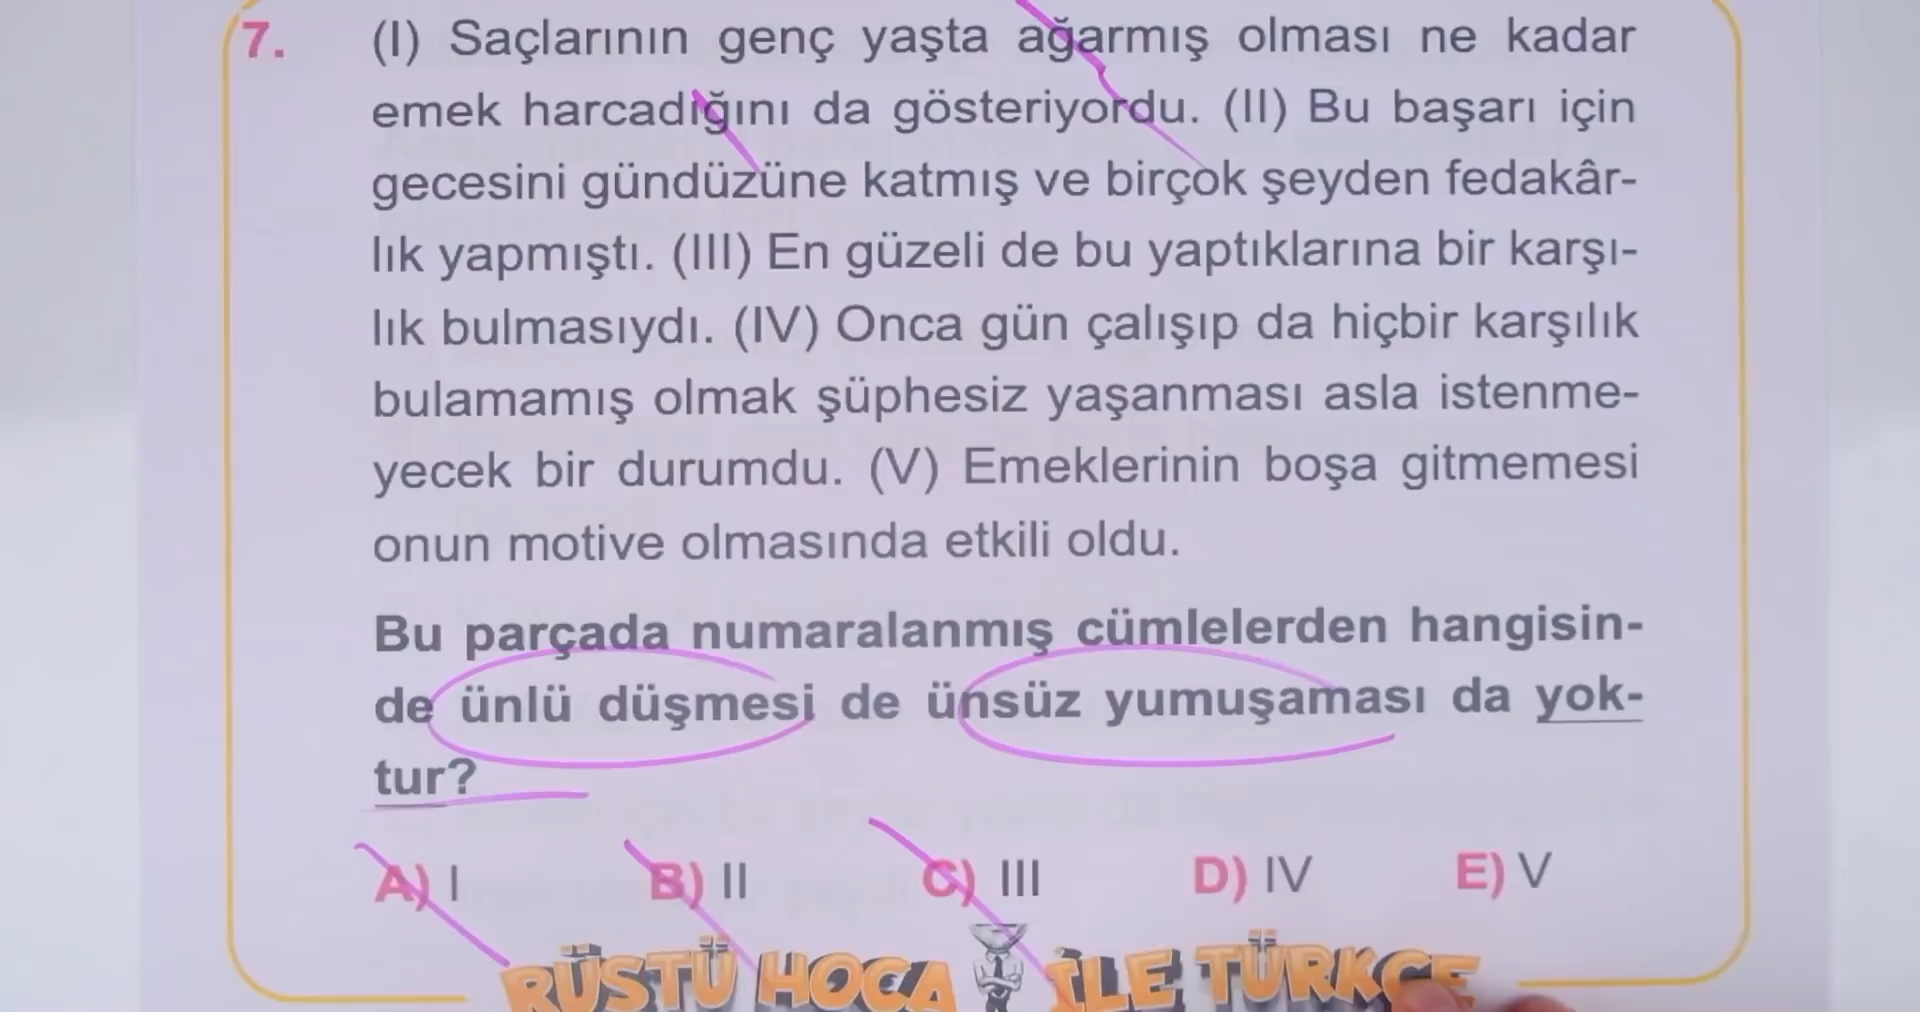 7. (I) Saçlarının genç yaşta ağarmış olması ne kadar
emek harcadığını da gösteriyordu. (II) Bu başarı için
gecesini gündüzüne katmış ve birçok şeyden fedakâr-
lık yapmıştı. (III) En güzeli de bu yaptıklarına bir karşı-
lık bulmasıydı. (IV) Onca gün çalışıp da hiçbir karşılık
bulamamış olmak şüphesiz yaşanması asla istenme-
yecek bir durumdu. (V) Emeklerinin boşa gitmemesi
onun motive olmasında etkili oldu.
Bu parçada numaralanmış cümlelerden hangisin-
de ünlü düşmesi de ünsüz yumuşaması da yok-
tur?
A) I B) II C) III D) IV E) V
RÜSTÜ HOCA İLE TÜRKÇE